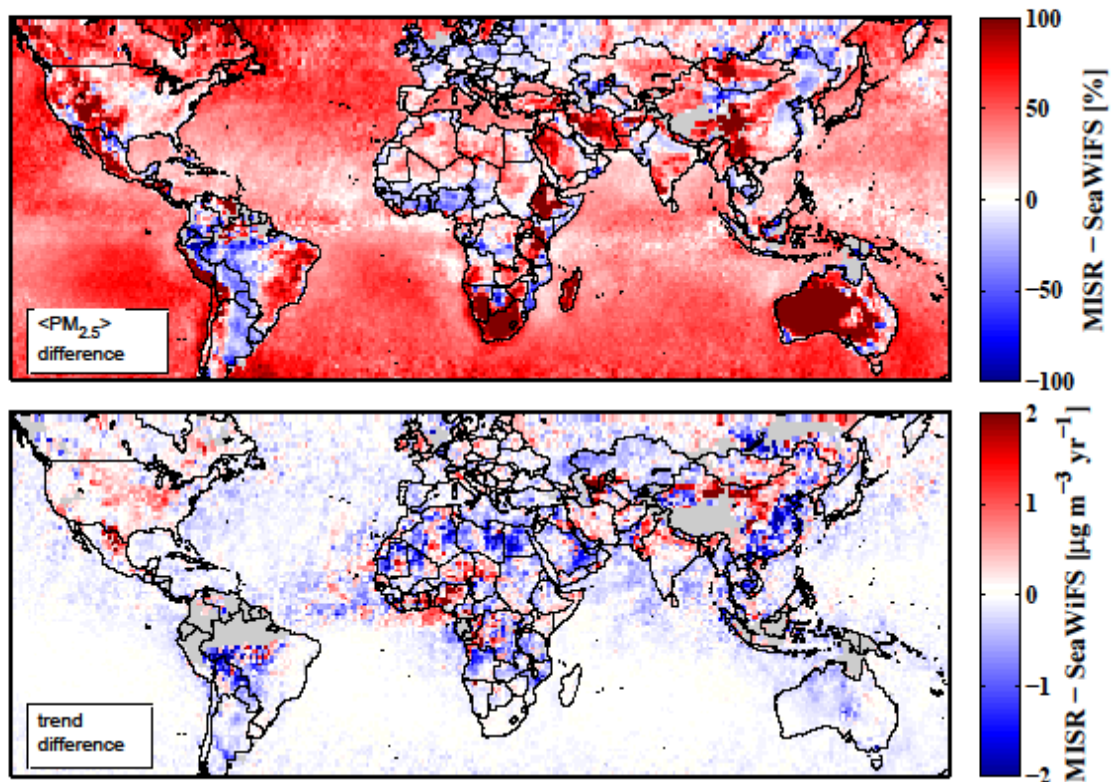 100
50
0
−50
−100
MISR − SeaWiFS [%]
<PM2.5>
difference
2
1
0
−1
−2
MISR − SeaWiFS [µg m−3 yr−1]
trend
difference